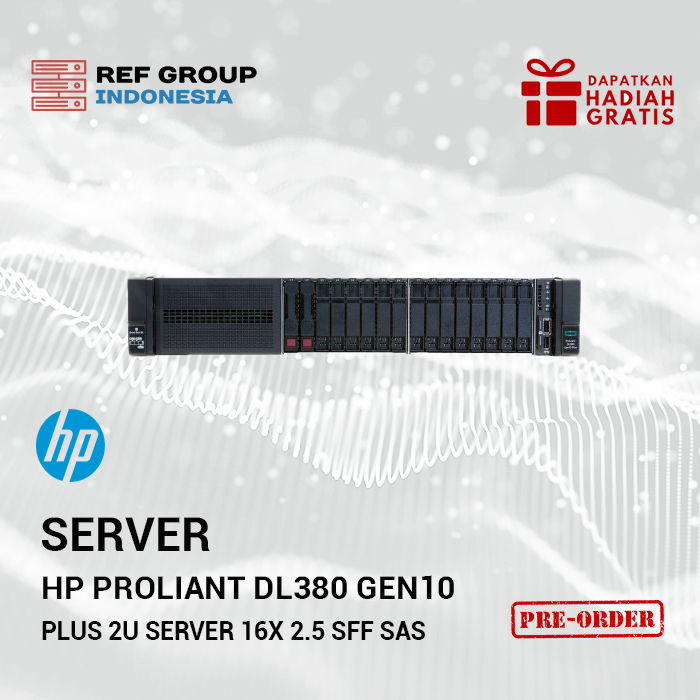 REF GROUP
INDONESIA
DAPATKAN
HADIAH
GRATIS
hp
SERVER
HP PROLIANT DL380 GEN10
PLUS 2U SERVER 16X 2.5 SFF SAS
PRE-ORDER